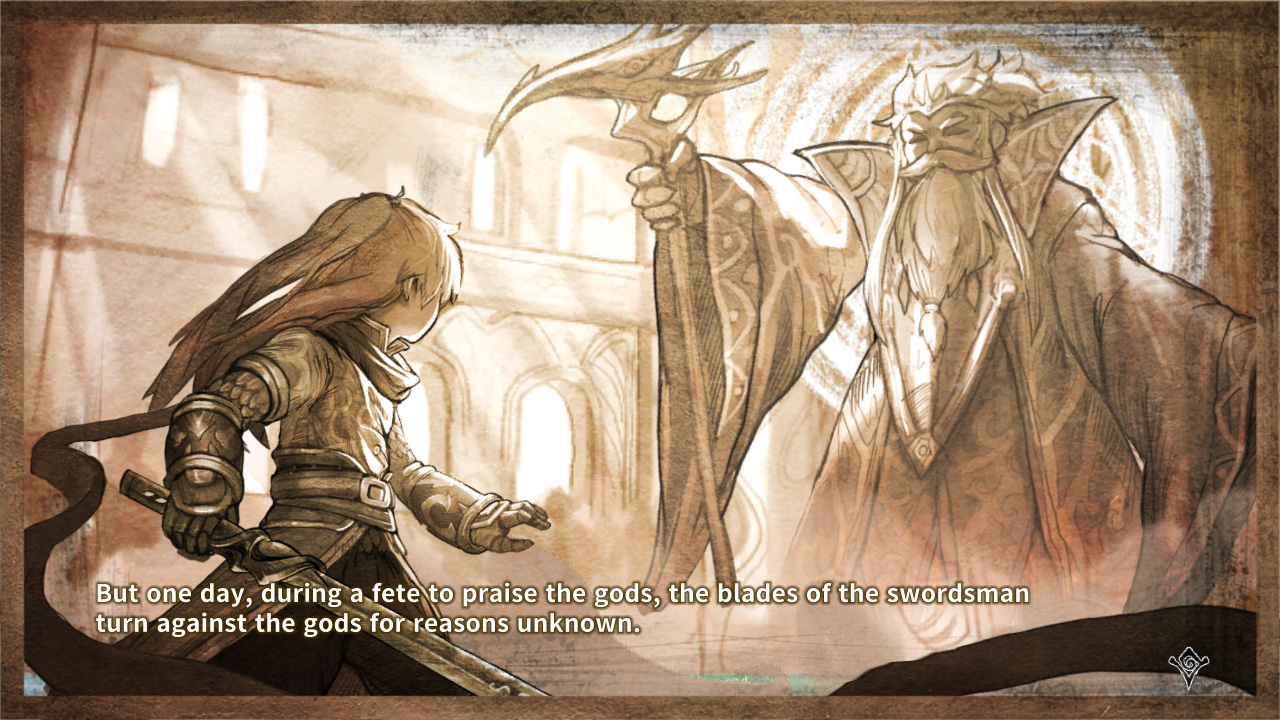 But one day, during a fete to praise the gods, the blades of the swordsman
turn against the gods for reasons unknown.